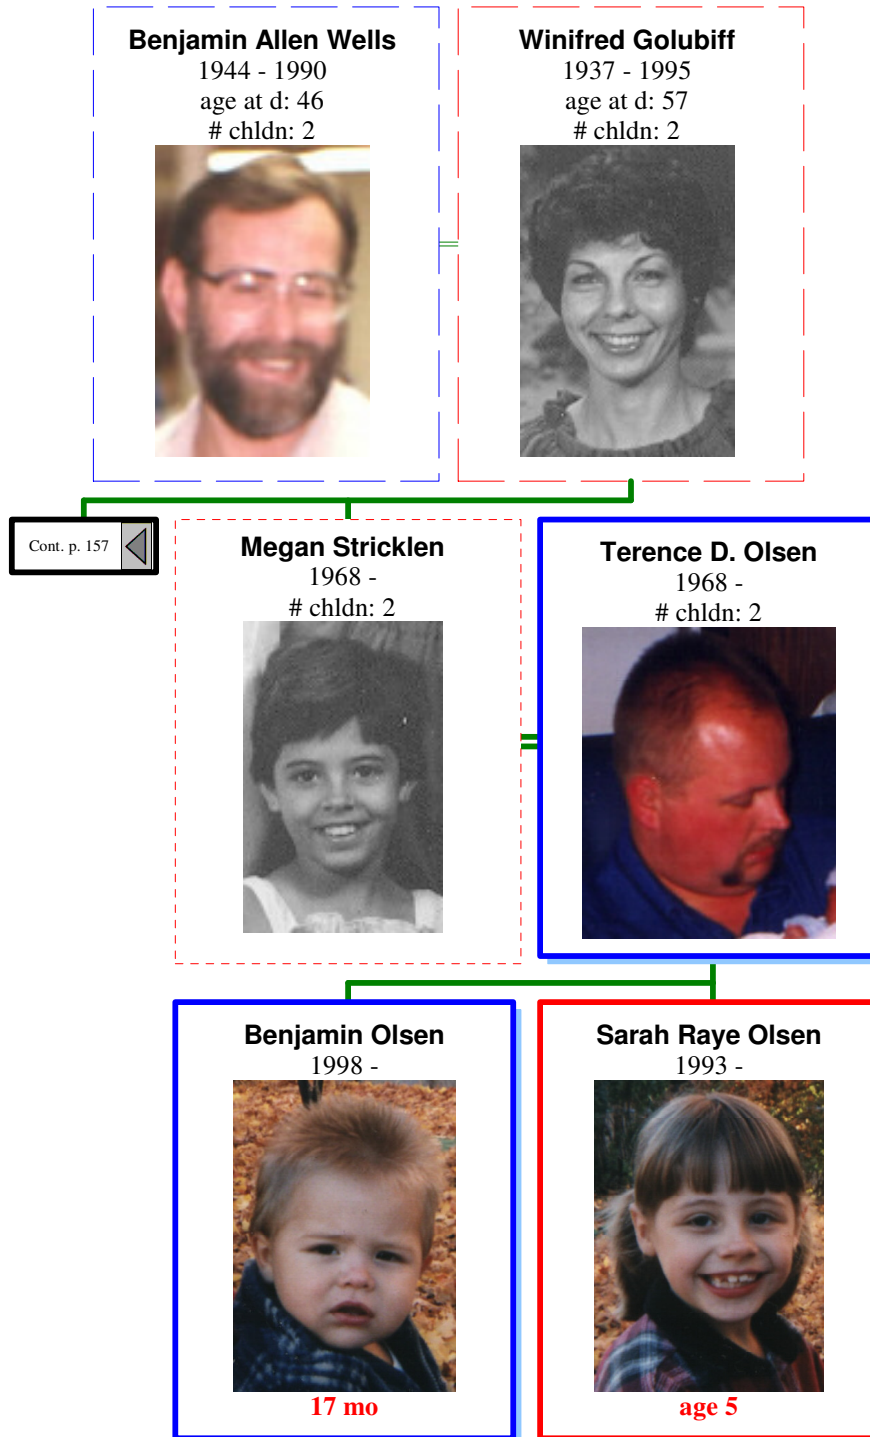 Benjamin Allen Wells
1944 - 1990
age at d: 46
# chldn: 2
Winifred Golubiff
1937 - 1995
age at d: 57
# chldn: 2
Cont. p. 157
Megan Stricklen
1968 -
# chldn: 2
Terence D. Olsen
1968 -
# chldn: 2
Benjamin Olsen
1998 -
17 mo
Sarah Raye Olsen
1993 -
age 5